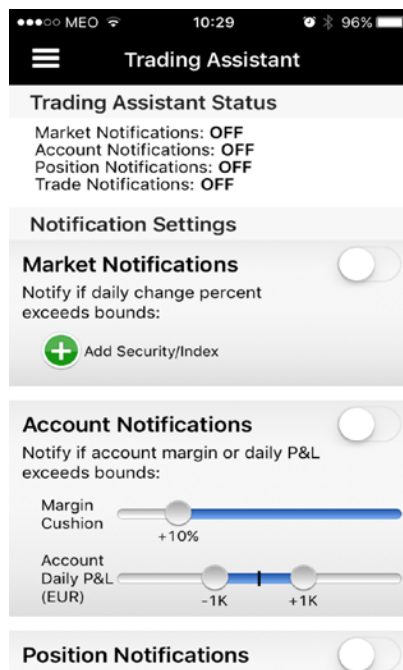 MEO 10:29 96%
Trading Assistant
Trading Assistant Status
Market Notifications: OFF
Account Notifications: OFF
Position Notifications: OFF
Trade Notifications: OFF
Notification Settings
Market Notifications
Notify if daily change percent
exceeds bounds:
Add Security/Index
Account Notifications
Notify if account margin or daily P&L
exceeds bounds:
Margin
Cushion
+10%
Account
Daily P&L
(EUR)
-1K +1K
Position Notifications